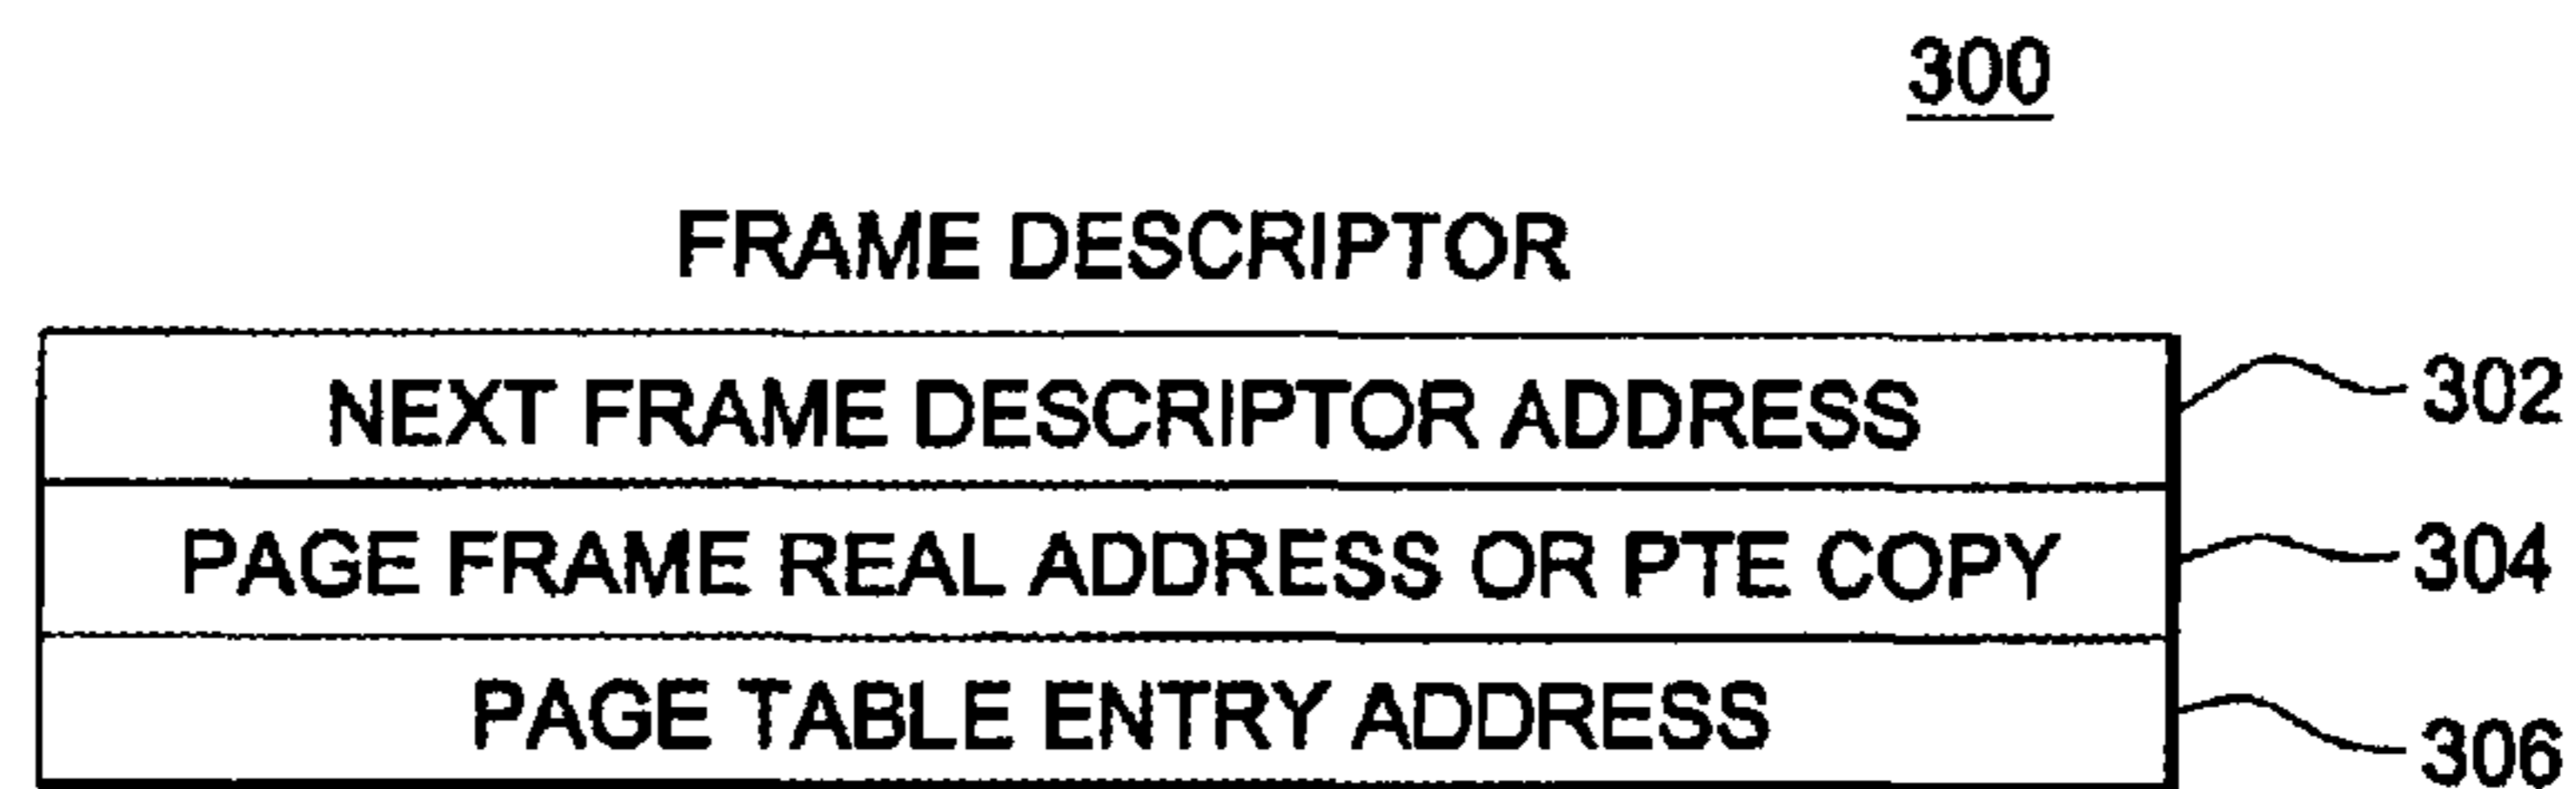 300
FRAME DESCRIPTOR
NEXT FRAME DESCRIPTOR ADDRESS 302
PAGE FRAME REAL ADDRESS OR PTE COPY 304
PAGE TABLE ENTRY ADDRESS 306